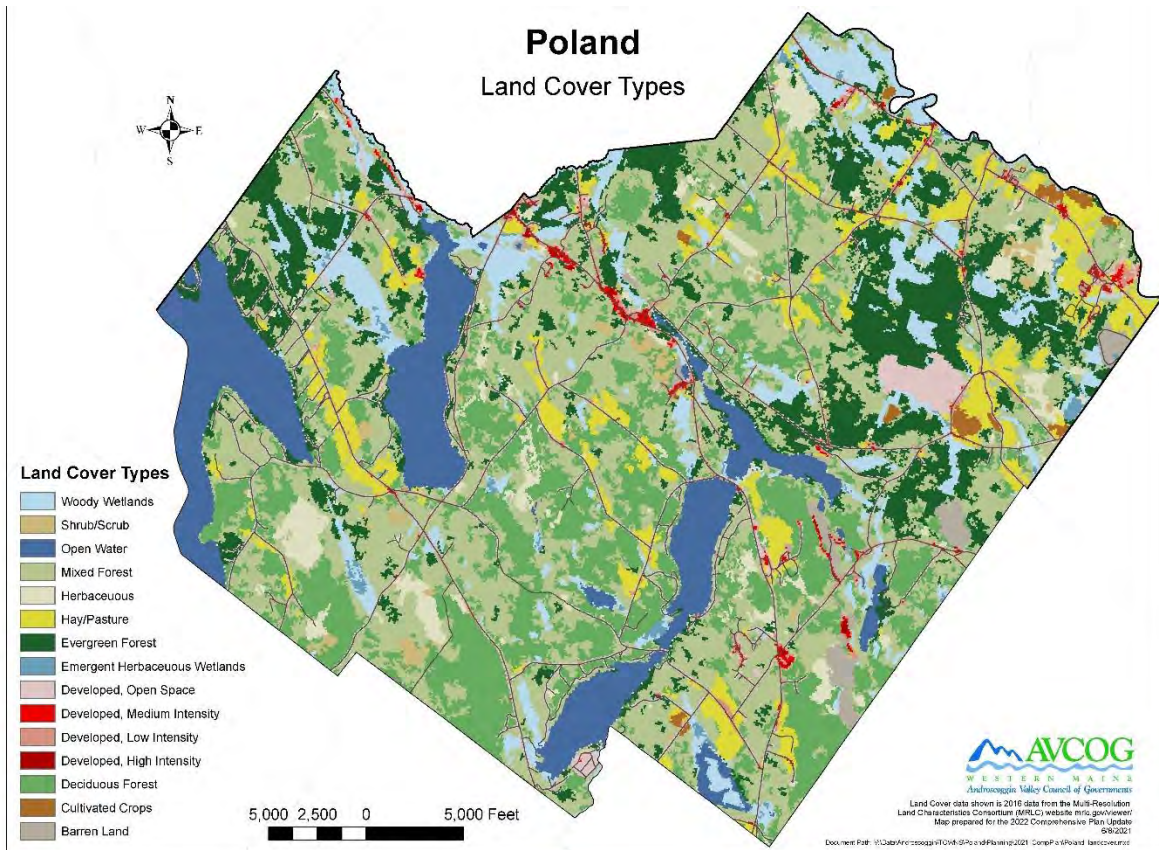 Poland
Land Cover Types
N
W E
S
Land Cover Types
Woody Wetlands
Shrub/Scrub
Open Water
Mixed Forest
Herbaceuous
Hay/Pasture
Evergreen Forest
Emergent Herbaceuous Wetlands
Developed, Open Space
Developed, Medium Intensity
Developed, Low Intensity
Developed, High Intensity
Deciduous Forest
Cultivated Crops
Barren Land
5,000 2,500 0 5,000 Feet
AVCOG
WESTERN MAINE
Androscoggin Valley Council of Governments
Land Cover data shown is 2016 data from the Multi-Resolution
Land Characteristics Consortium (MRLC) website mrlc.gov/viewer/
Map prepared for the 2022 Comprehensive Plan Update
6/8/2021
Document Path: